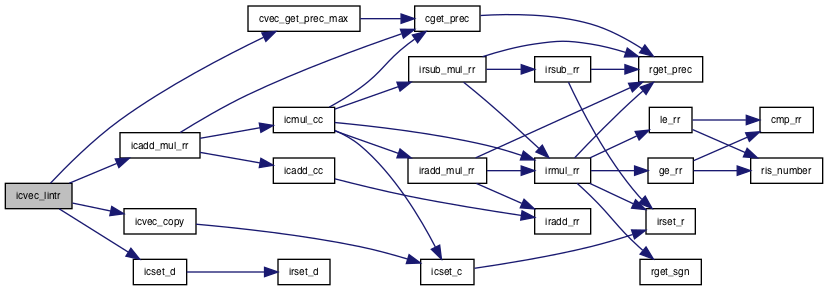 cvec_get_prec_max
cget_prec
irsub_mul_rr
irsub_rr
rget_prec
icmul_cc
le_rr
cmp_rr
icadd_mul_rr
icadd_cc
iradd_mul_rr
irmul_rr
ge_rr
ris_number
icvec_lintr
icvec_copy
iradd_rr
irset_r
icset_d
irset_d
icset_c
rget_sgn